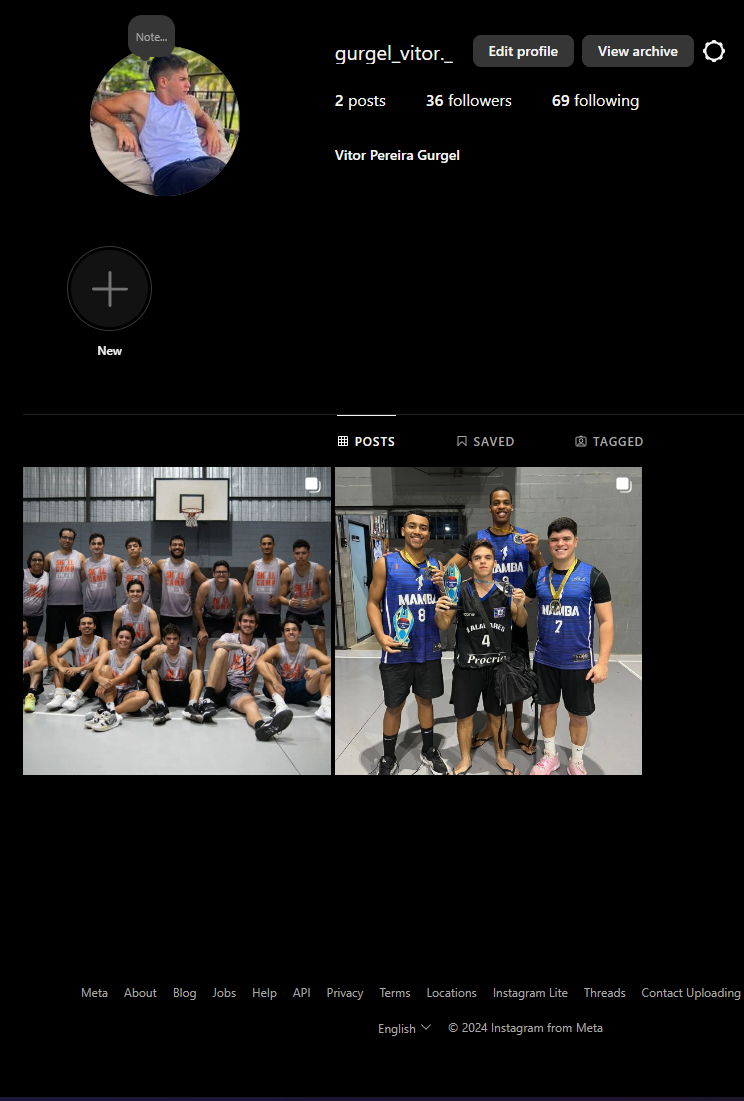 Note...
gurgel_vitor._ Edit profile View archive
2 posts 36 followers 69 following
Vitor Pereira Gurgel
New
POSTS SAVED TAGGED
MAMBA
8
MAMBA
4
Procria
MAMBA
7
Meta About Blog Jobs Help API Privacy Terms Locations Instagram Lite Threads Contact Uploading
English © 2024 Instagram from Meta